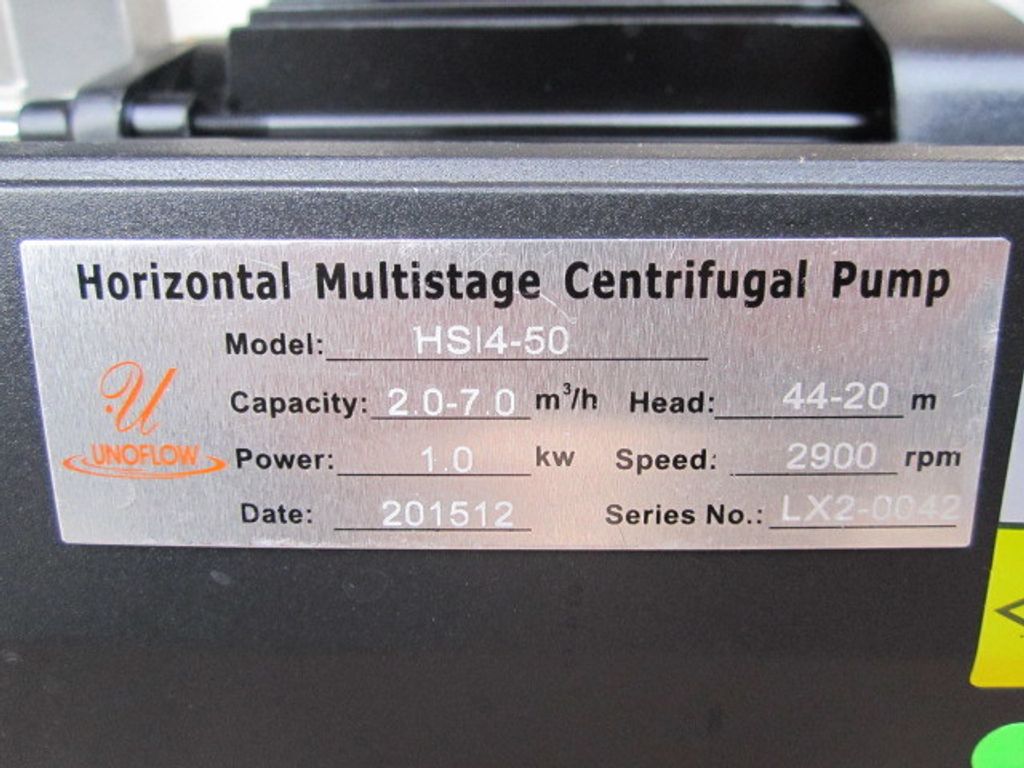 Horizontal Multistage Centrifugal Pump
Model: HSI4-50
Capacity: 2.0-7.0 m³/h Head: 44-20 m
U
UNOFLOW
Power: 1.0 kw Speed: 2900 rpm
Date: 201512 Series No.: LX2-0042